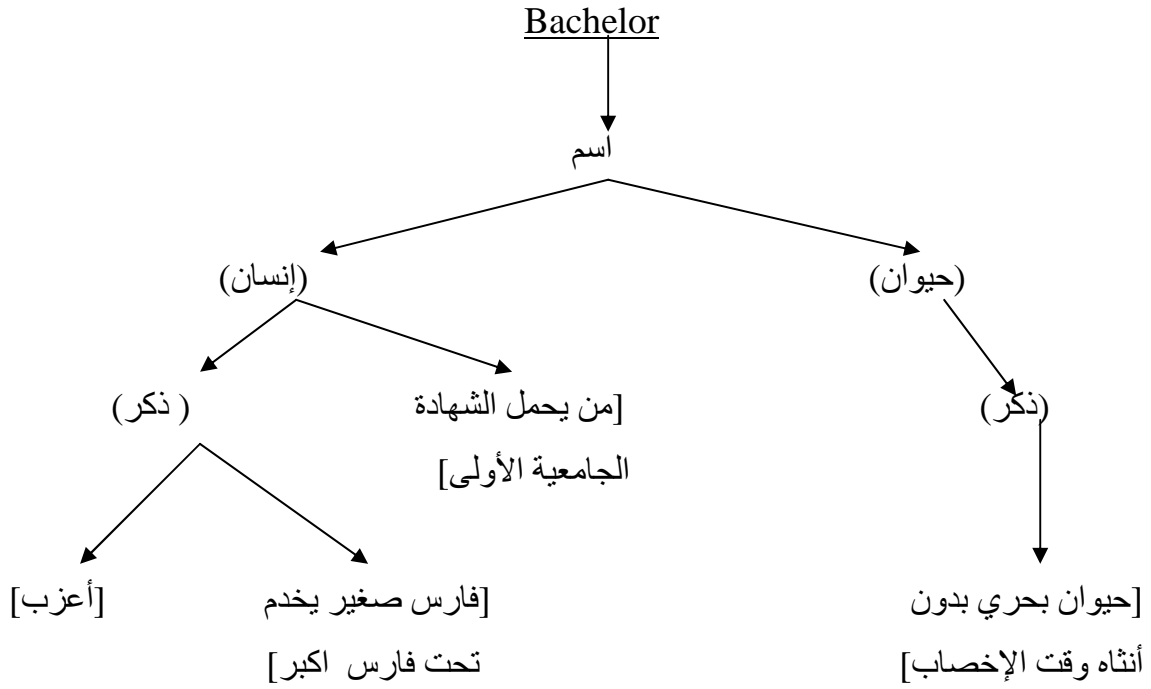 Bachelor
اسم
(حيوان)
(إنسان)
(ذكر)
[من يحمل الشهادة
الجامعية الأولى]
( ذكر)
[حيوان بحري بدون
أنثاه وقت الإخصاب]
[فارس صغير يخدم
تحت فارس اكبر]
[أعزب]